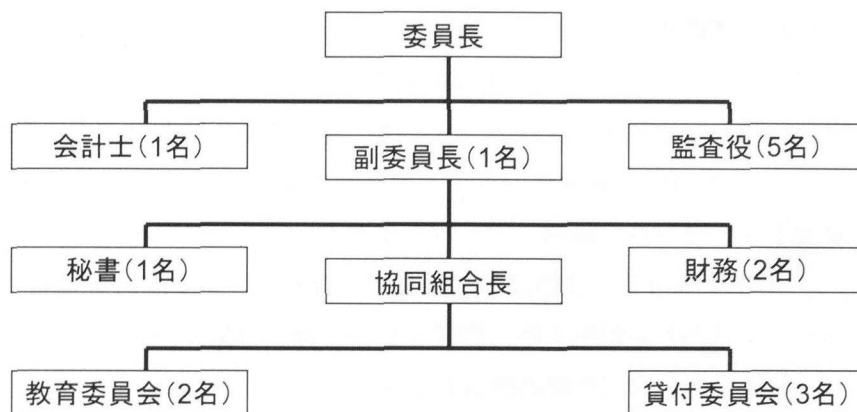 委員長
会計士(1名)
副委員長(1名)
監査役(5名)
秘書(1名)
協同組合長
財務(2名)
教育委員会(2名)
貸付委員会(3名)